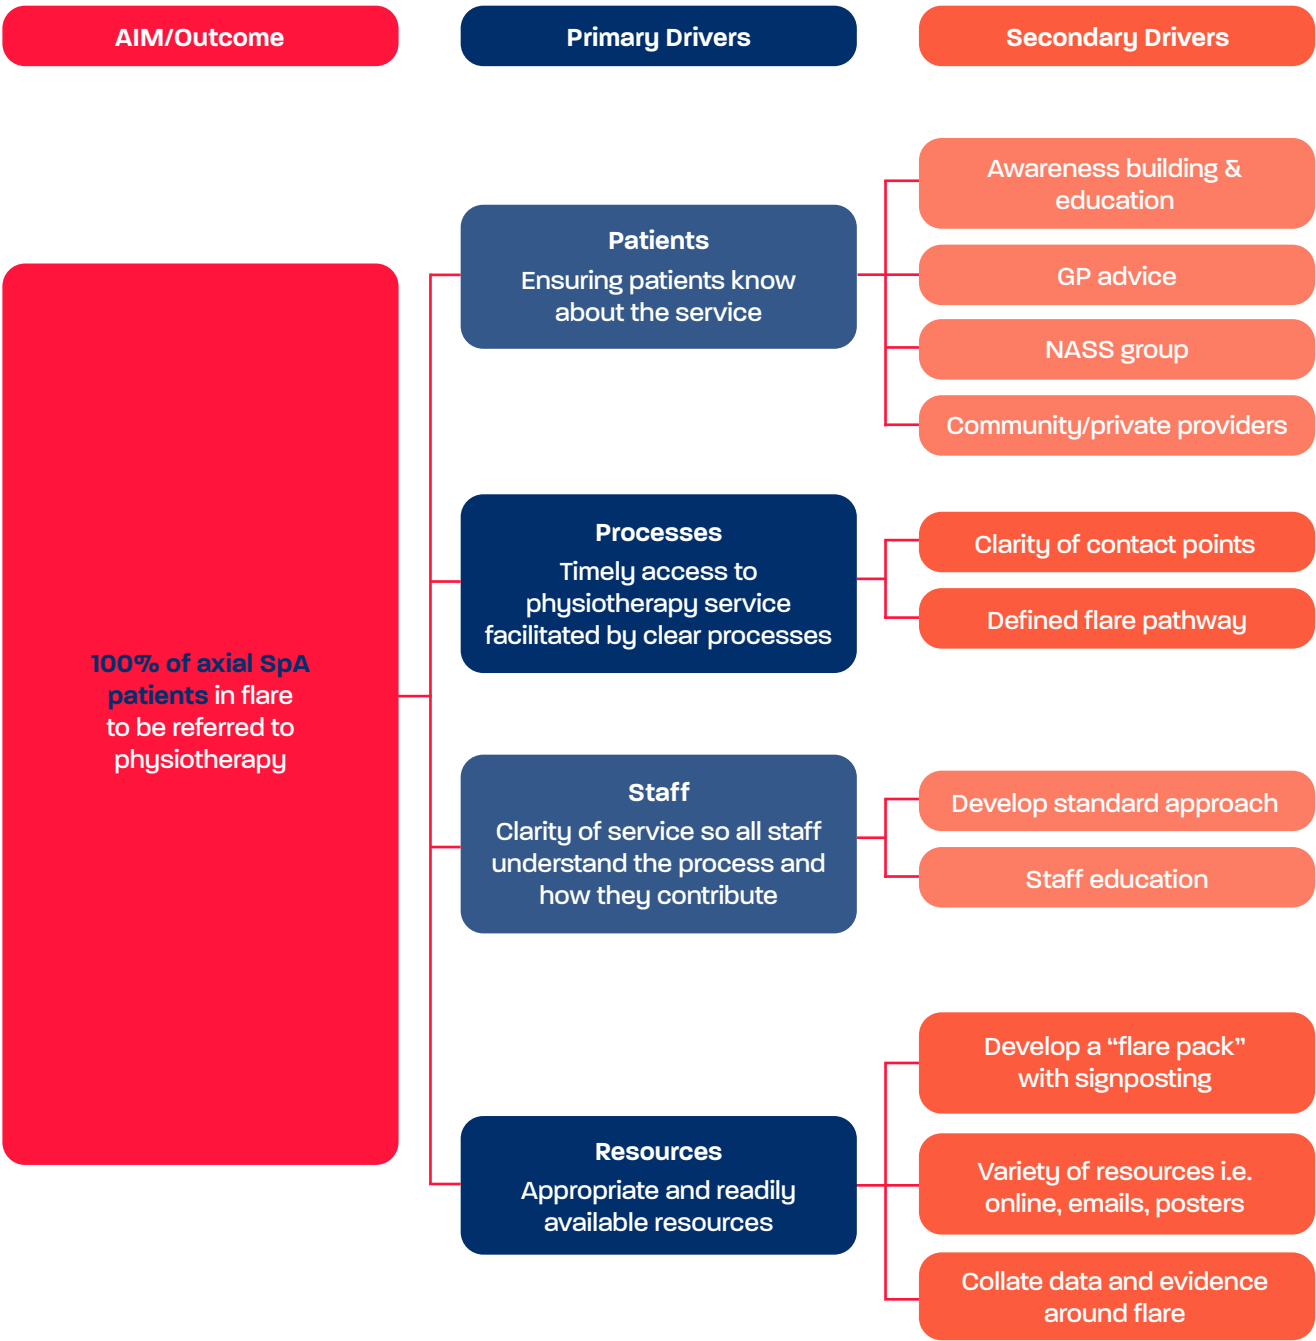 AIM/Outcome
Primary Drivers
Secondary Drivers
100% of axial SpA
patients in flare
to be referred to
physiotherapy
Patients
Ensuring patients know
about the service
Awareness building &
education
GP advice
NASS group
Community/private providers
Processes
Timely access to
physiotherapy service
facilitated by clear processes
Clarity of contact points
Defined flare pathway
Staff
Clarity of service so all staff
understand the process and
how they contribute
Develop standard approach
Staff education
Resources
Appropriate and readily
available resources
Develop a “flare pack”
with signposting
Variety of resources i.e.
online, emails, posters
Collate data and evidence
around flare